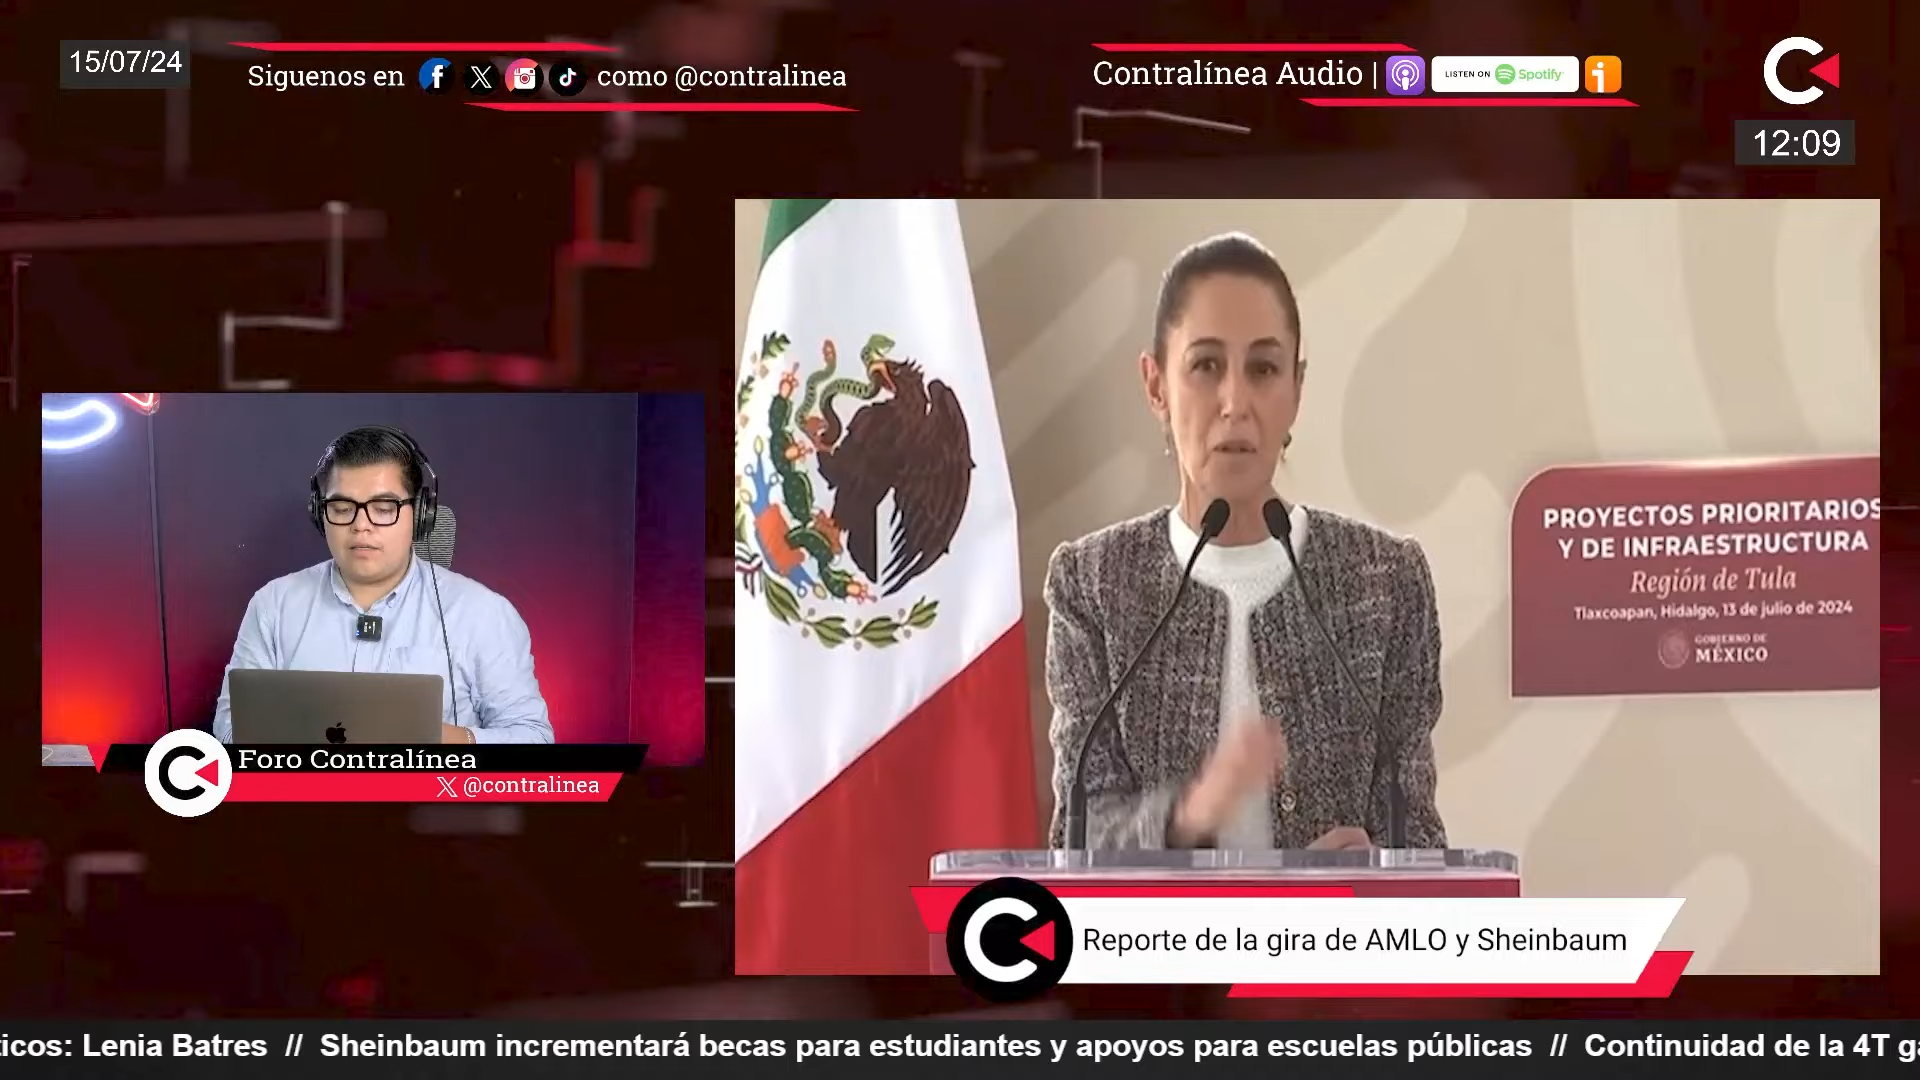 15/07/24
Siguenos en
como @contralinea
Contralínea Audio |
LISTEN ON Spotify
12:09
PROYECTOS PRIORITARIOS
Y DE INFRAESTRUCTURA
Región de Tula
Tlaxcoapan, Hidalgo, 13 de julio de 2024
GOBIERNO DE
MÉXICO
Foro Contralínea
@contralinea
Reporte de la gira de AMLO y Sheinbaum
icos: Lenia Batres // Sheinbaum incrementará becas para estudiantes y apoyos para escuelas públicas // Continuidad de la 4T ga